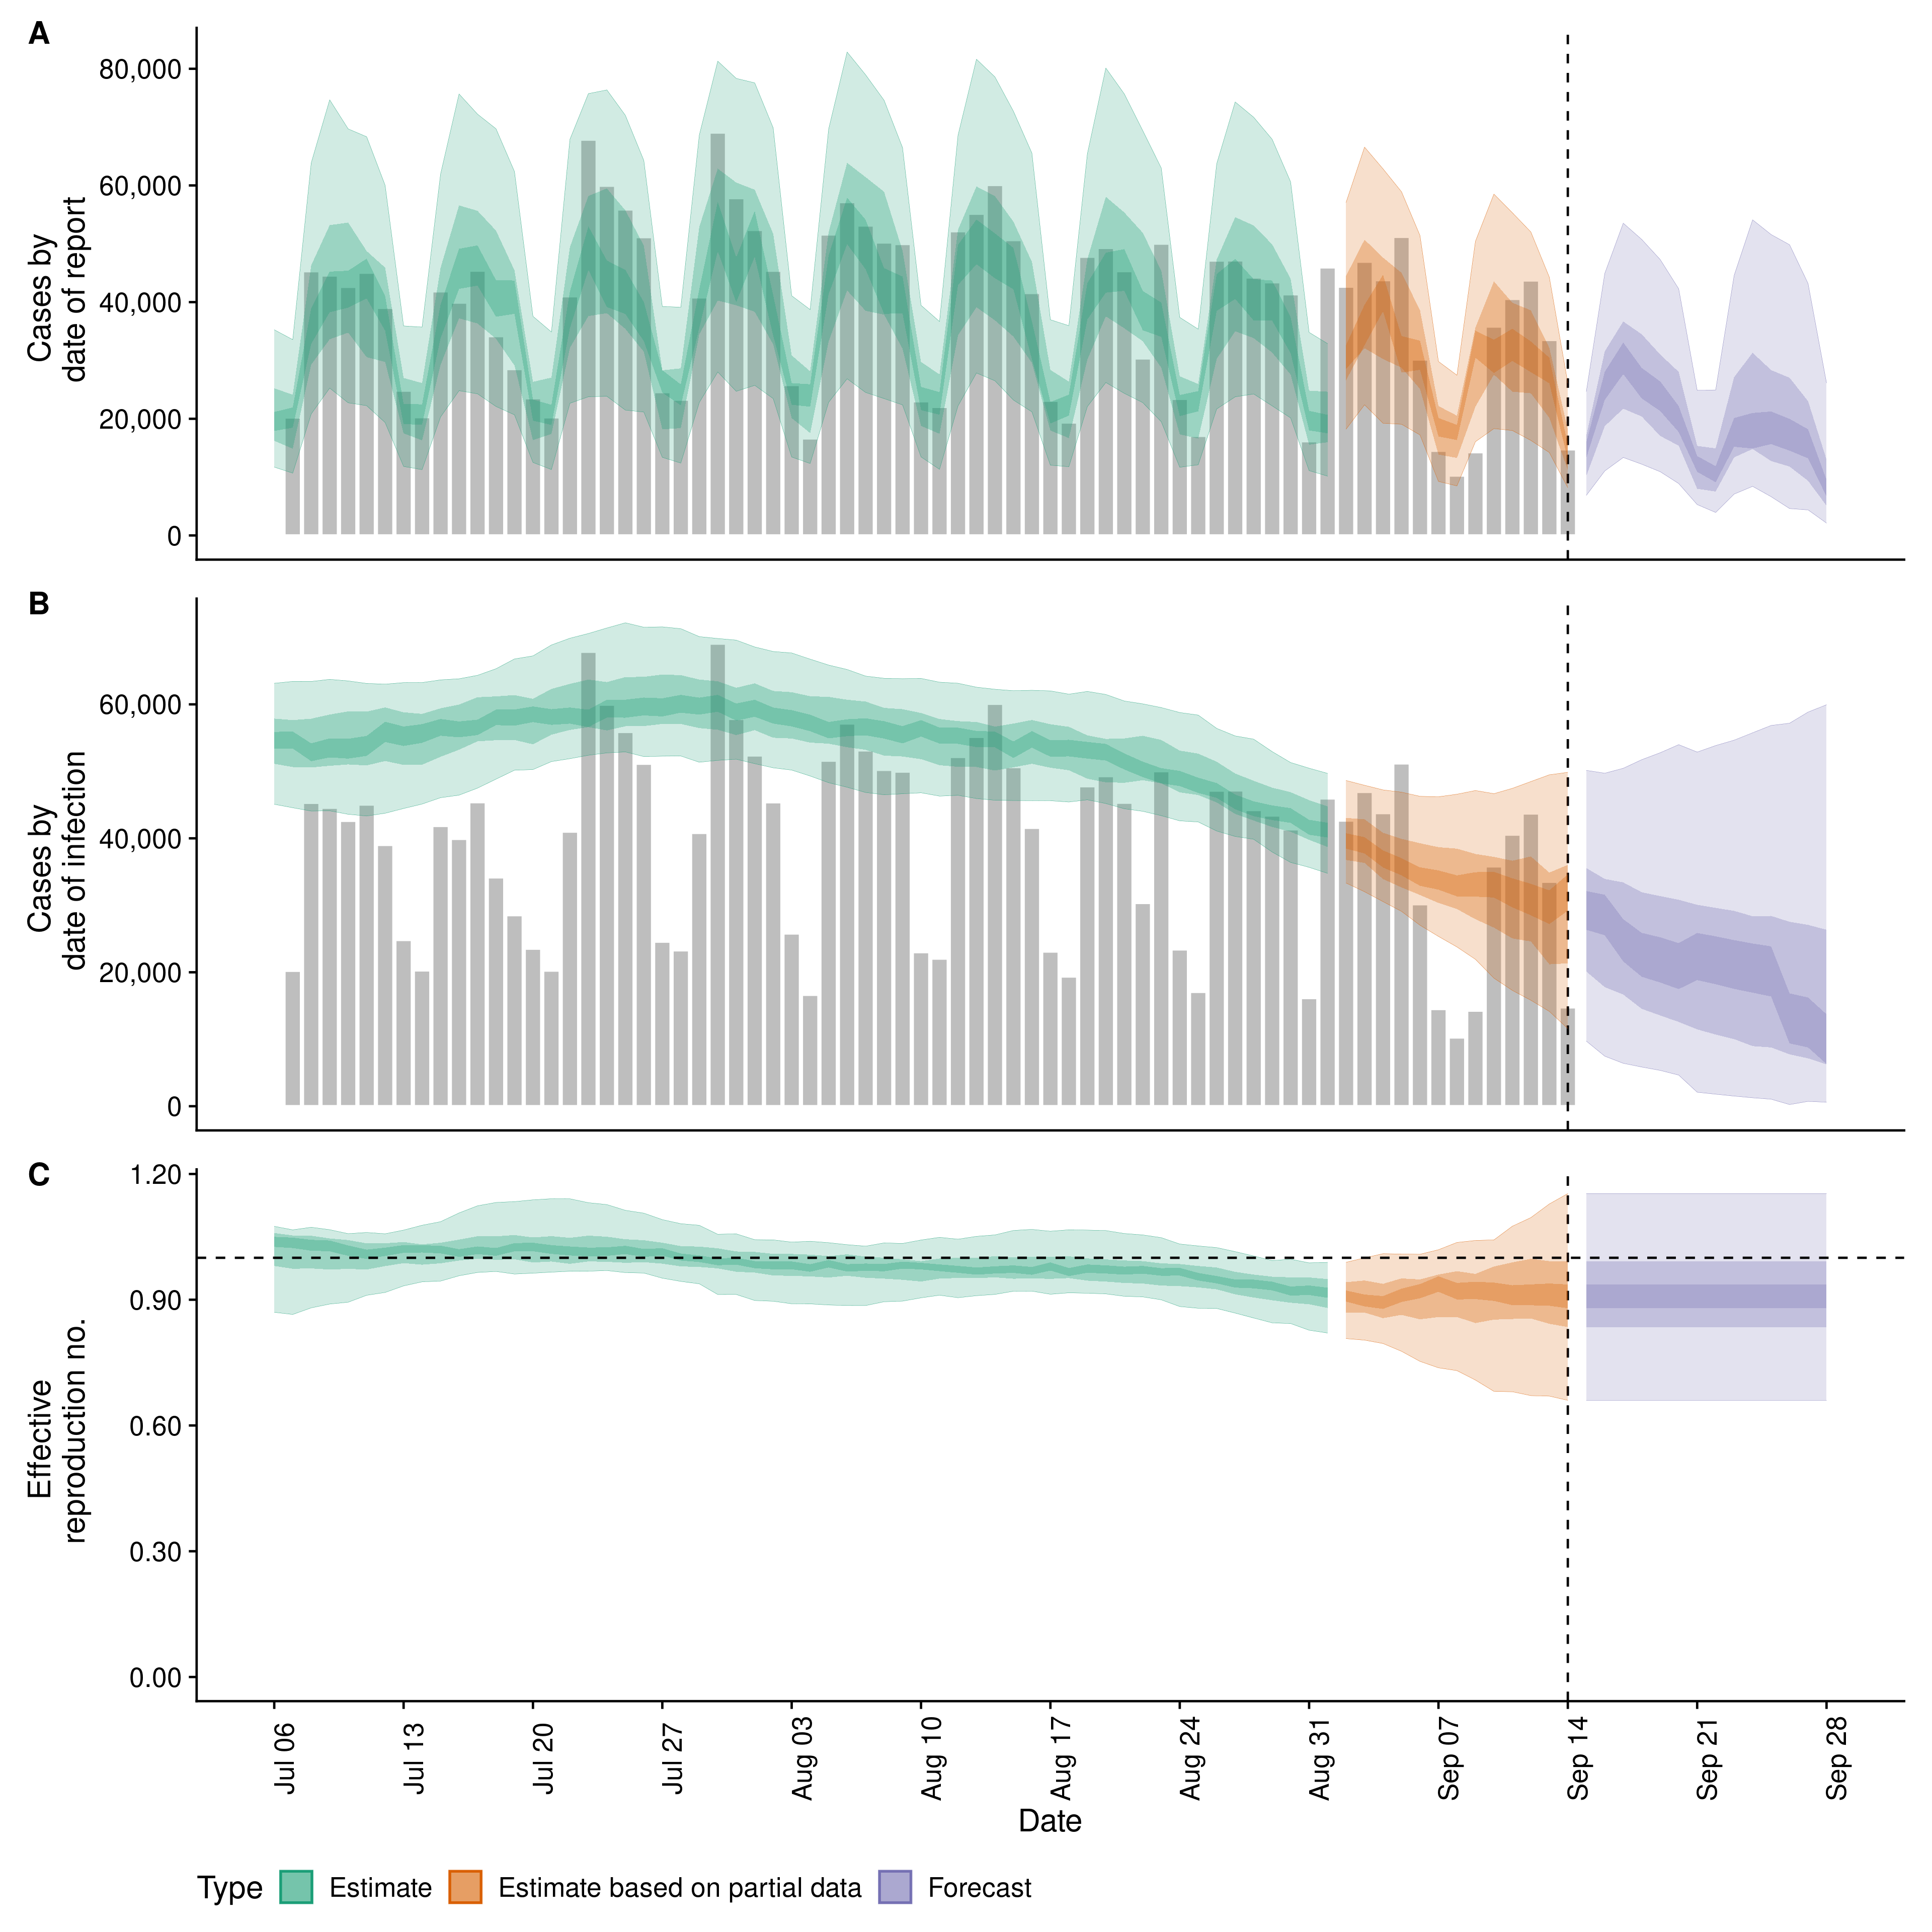 A
Cases by
date of report
80,000
60,000
40,000
20,000
0
B
Cases by
date of infection
60,000
40,000
20,000
0
C
Effective
reproduction no.
1.20
0.90
0.60
0.30
0.00
Jul 06
Jul 13
Jul 20
Jul 27
Aug 03
Aug 10
Aug 17
Aug 24
Aug 31
Sep 07
Sep 14
Sep 21
Sep 28
Date
Type Estimate Estimate based on partial data Forecast